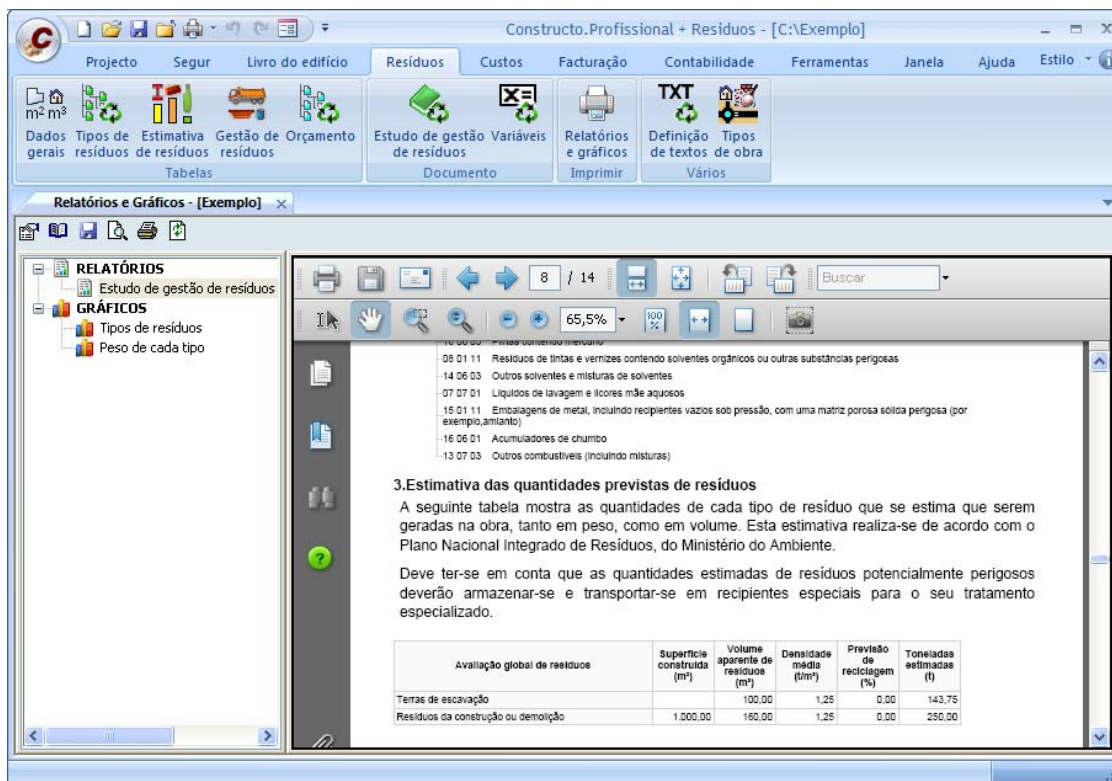 Constructo.Profissional + Resíduos - [C:\Exemplo]
Projecto Segur Livro do edifício Resíduos Custos Facturação Contabilidade Ferramentas Janela Ajuda Estilo
m² m³ TXT
Dados Tipos de Estimativa Gestão de Orçamento Estudo de gestão Variáveis Relatórios Definição Tipos
gerais resíduos de resíduos resíduos de resíduos e gráficos de textos de obra
Tabelas Documento Imprimir Vários
Relatórios e Gráficos - [Exemplo]
RELATÓRIOS
Estudo de gestão de resíduos
GRÁFICOS
Tipos de resíduos
Peso de cada tipo
8 / 14 Buscar
65,5% 100 %
08 01 11 Resíduos de tintas e vernizes contendo solventes orgânicos ou outras substâncias perigosas
14 06 03 Outros solventes e misturas de solventes
07 07 01 Líquidos de lavagem e licores mãe aquosos
15 01 11 Embalagens de metal, incluindo recipientes vazios sob pressão, com uma matriz porosa sólida perigosa (por
exemplo,amianto)
16 06 01 Acumuladores de chumbo
13 07 03 Outros combustíveis (incluindo misturas)
3.Estimativa das quantidades previstas de resíduos
A seguinte tabela mostra as quantidades de cada tipo de resíduo que se estima que serem
geradas na obra, tanto em peso, como em volume. Esta estimativa realiza-se de acordo com o
Plano Nacional Integrado de Resíduos, do Ministério do Ambiente.
Deve ter-se em conta que as quantidades estimadas de resíduos potencialmente perigosos
deverão armazenar-se e transportar-se em recipientes especiais para o seu tratamento
especializado.
Avaliação global de resíduos Superfície construída (m²) Volume aparente de resíduos (m³) Densidade média (t/m³) Previsão de reciclagem (%) Toneladas estimadas (t)
Terras de escavação 100,00 1,25 0,00 143,75
Resíduos da construção ou demolição 1.000,00 160,00 1,25 0,00 250,00